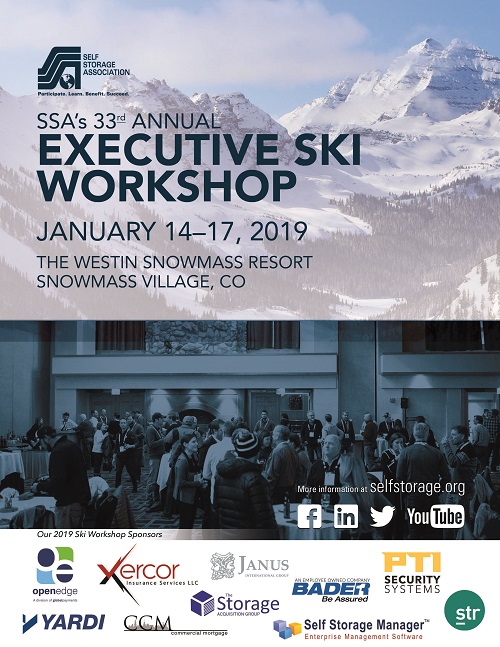 SELF
STORAGE
ASSOCIATION
Participate. Learn. Benefit. Succeed.
SSA's 33rd ANNUAL
EXECUTIVE SKI
WORKSHOP
JANUARY 14–17, 2019
THE WESTIN SNOWMASS RESORT
SNOWMASS VILLAGE, CO
More information at selfstorage.org
f in YouTube
Our 2019 Ski Workshop Sponsors
openedge
A division of globalpayments
Xercor
Insurance Services LLC
JANUS
INTERNATIONAL GROUP
AN EMPLOYEE OWNED COMPANY
BADER
Be Assured
PTI
SECURITY
SYSTEMS
YARDI
CCM
commercial mortgage
The
Storage
ACQUISITION GROUP
Self Storage Manager™
Enterprise Management Software
str